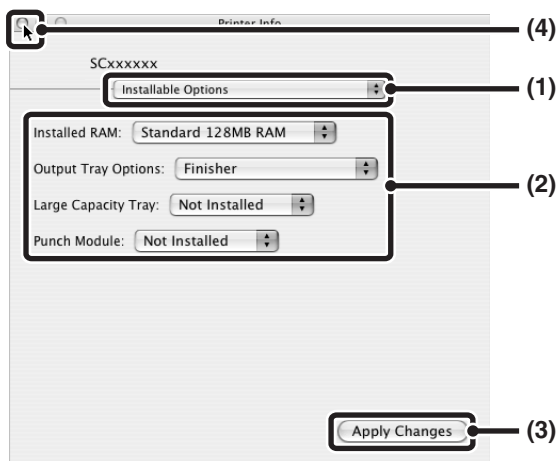 Printer Info
(4)
SCxxxxxx
Installable Options
(1)
Installed RAM: Standard 128MB RAM
Output Tray Options: Finisher
(2)
Large Capacity Tray: Not Installed
Punch Module: Not Installed
Apply Changes
(3)